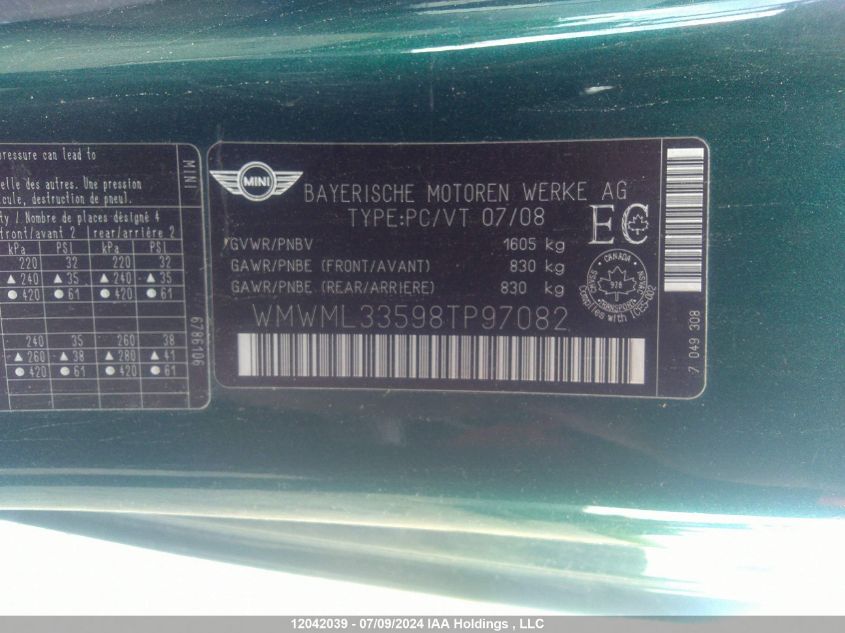 ressure can lead to
elle des autres. Une pression
cule, destruction de pneu.
ty / Nombre de places désigné 4
front/avant 2 rear/arrière 2
kPa PSI kPa PSI
220 32 220 32
▲ 240 ▲ 35 ▲ 240 ▲ 35
● 420 ● 61 ● 420 ● 61
240 35 260 38
▲ 260 ▲ 38 ▲ 280 ▲ 41
● 420 ● 61 ● 420 ● 61
MINI
6786106
MINI
BAYERISCHE MOTOREN WERKE AG
TYPE:PC/VT 07/08
EC
GVWR/PNBV 1605 kg
GAWR/PNBE (FRONT/AVANT) 830 kg
GAWR/PNBE (REAR/ARRIERE) 830 kg
CANADA
TRANSPORT
Complies with ICES-002
WMWML33598TP97082
7 049 308
12042039 - 07/09/2024 IAA Holdings , LLC